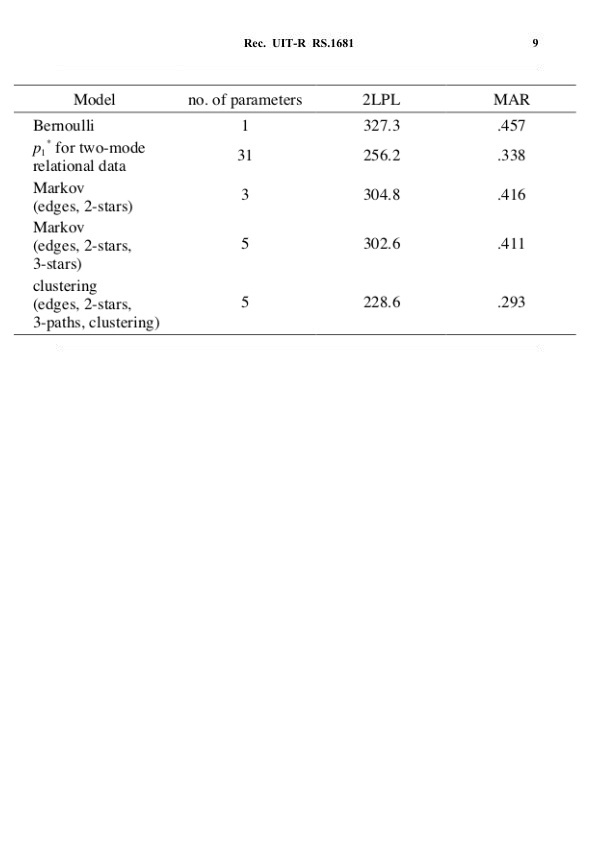 Rec. UIT-R RS.1681 9
Model no. of parameters 2LPL MAR
Bernoulli 1 327.3 .457
p₁* for two-mode
relational data 31 256.2 .338
Markov
(edges, 2-stars) 3 304.8 .416
Markov
(edges, 2-stars,
3-stars) 5 302.6 .411
clustering
(edges, 2-stars,
3-paths, clustering) 5 228.6 .293